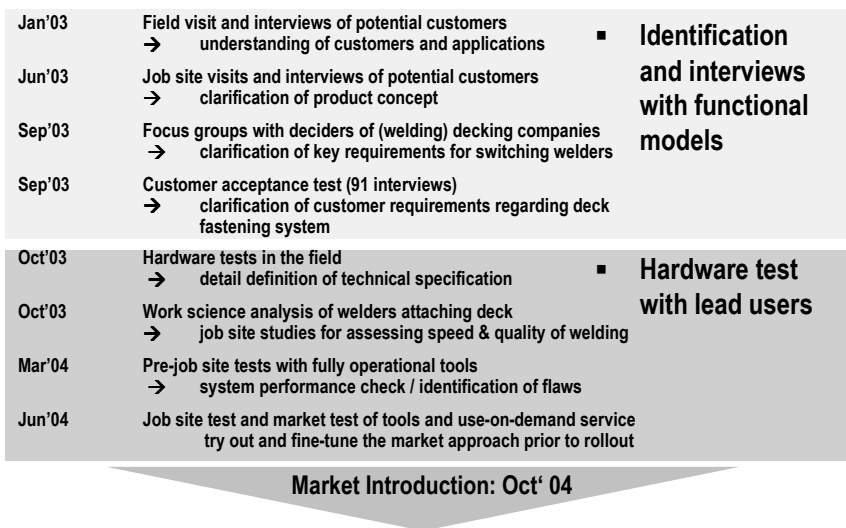 Jan'03 Field visit and interviews of potential customers
→ understanding of customers and applications
Jun'03 Job site visits and interviews of potential customers
→ clarification of product concept
Sep'03 Focus groups with deciders of (welding) decking companies
→ clarification of key requirements for switching welders
Sep'03 Customer acceptance test (91 interviews)
→ clarification of customer requirements regarding deck
fastening system
▪ Identification
and interviews
with functional
models
Oct'03 Hardware tests in the field
→ detail definition of technical specification
Oct'03 Work science analysis of welders attaching deck
→ job site studies for assessing speed & quality of welding
Mar'04 Pre-job site tests with fully operational tools
→ system performance check / identification of flaws
Jun'04 Job site test and market test of tools and use-on-demand service
try out and fine-tune the market approach prior to rollout
▪ Hardware test
with lead users
Market Introduction: Oct‘ 04